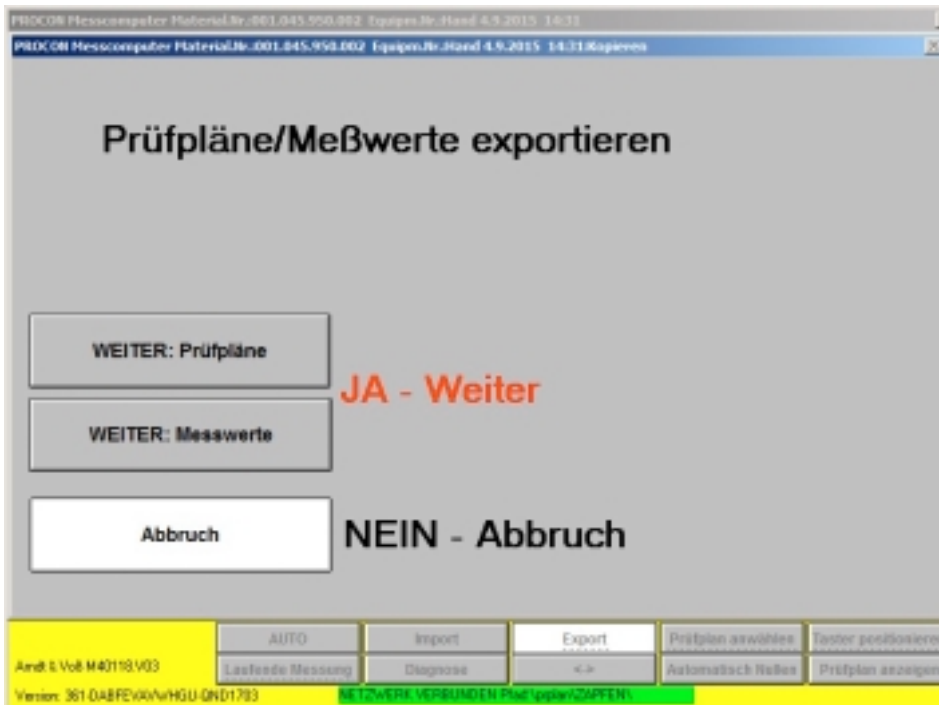 PROCON Messcomputer Material.Nr.:001.045.950.002 Equipm.Nr.:Hand 4.9.2015 14:31
PROCON Messcomputer Material.Nr.:001.045.950.002 Equipm.Nr.:Hand 4.9.2015 14:31:Kopieren
Prüfpläne/Meßwerte exportieren
WEITER: Prüfpläne
JA - Weiter
WEITER: Messwerte
Abbruch
NEIN - Abbruch
AUTO Import Export Prüfplan anwählen Taster positionieren
Arndt & Voß M40118.V03
Laufende Messung Diagnose <-> Automatisch Nullen Prüfplan anzeigen
Version: NETZWERK VERBUNDEN